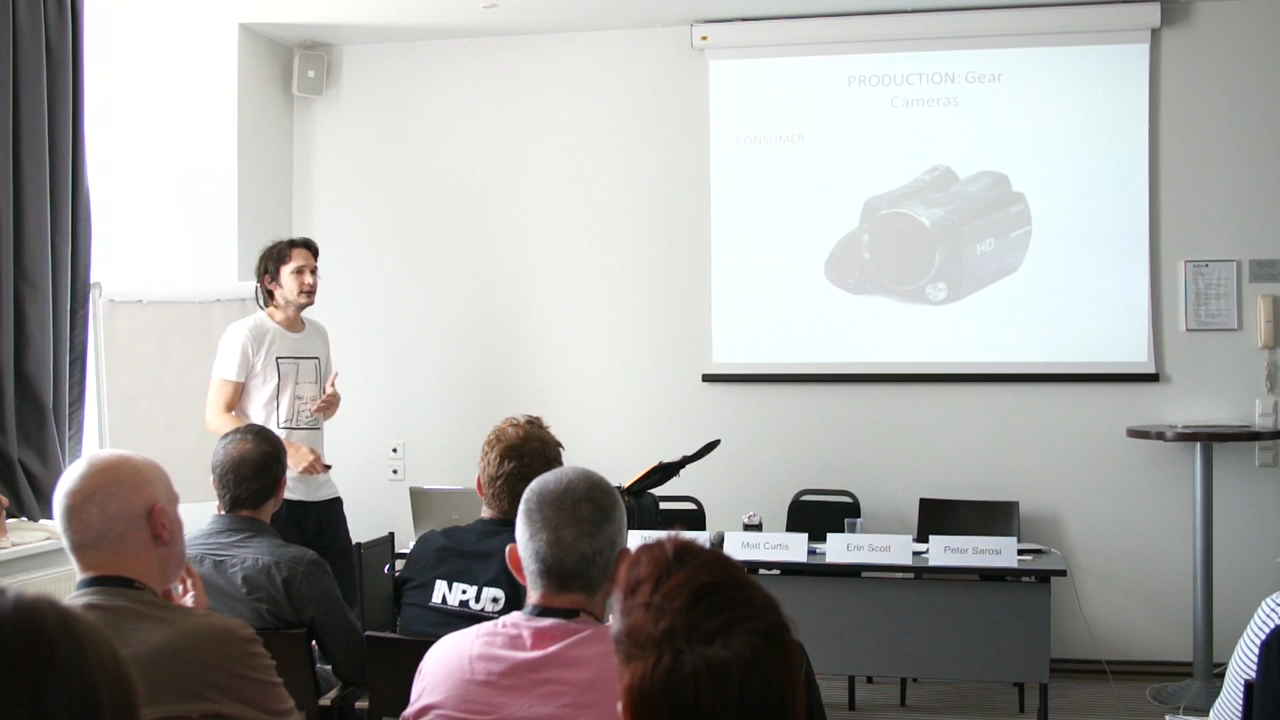 PRODUCTION: Gear
Cameras
CONSUMER
HD
INPUD
Matt Curtis
Erin Scott
Peter Sarosi